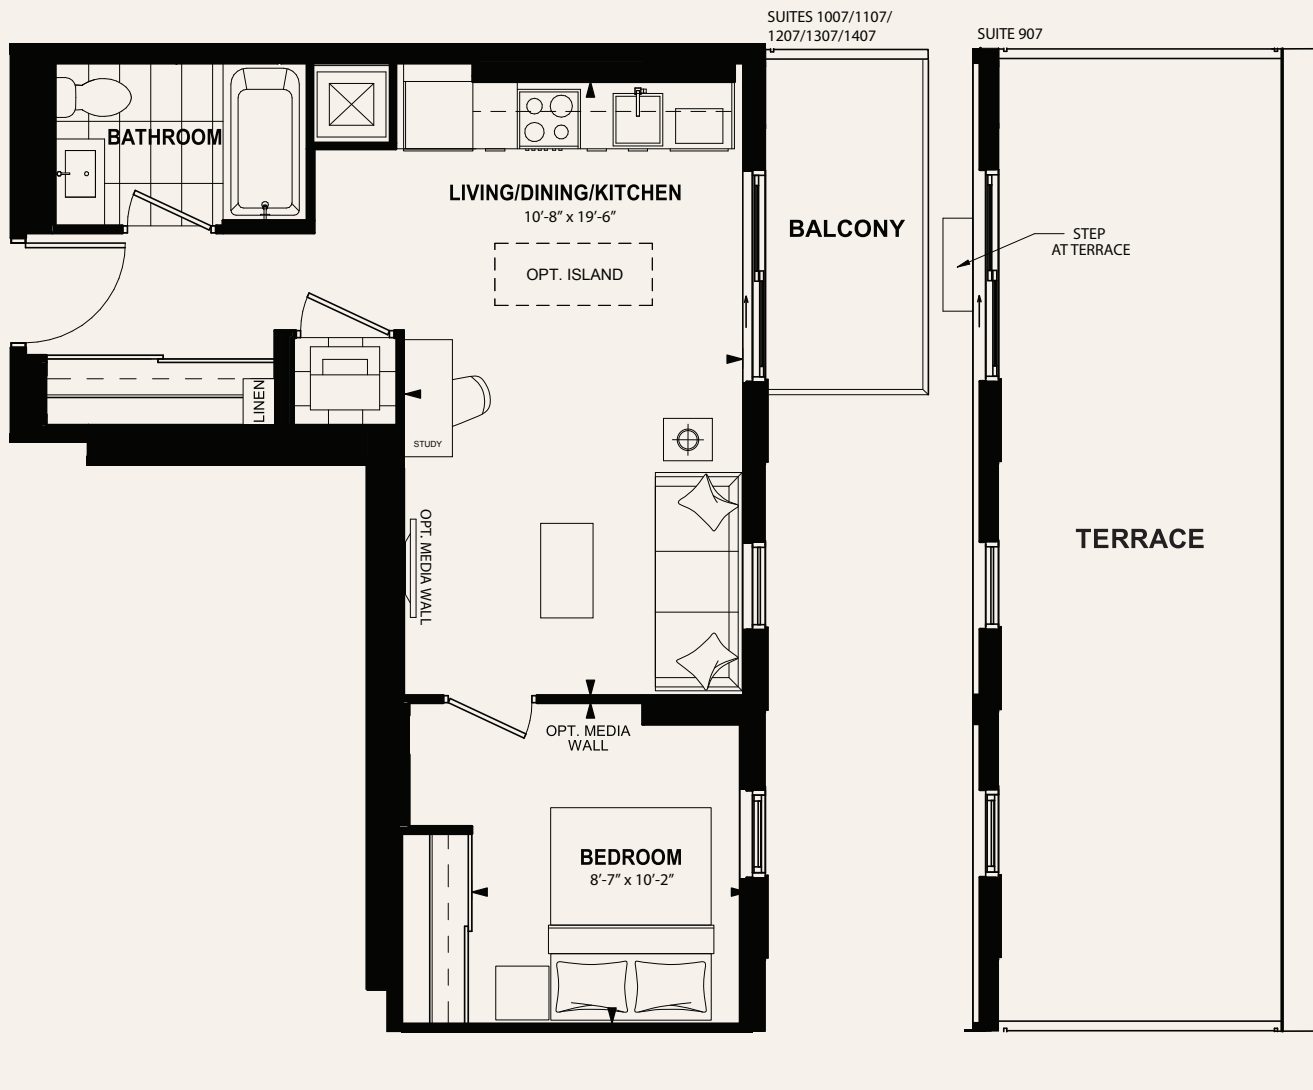 SUITES 1007/1107/
1207/1307/1407
SUITE 907
BATHROOM
LIVING/DINING/KITCHEN
10’-8” x 19’-6”
OPT. ISLAND
BALCONY
STEP
AT TERRACE
LINEN
STUDY
OPT. MEDIA WALL
TERRACE
OPT. MEDIA
WALL
BEDROOM
8’-7” x 10’-2”